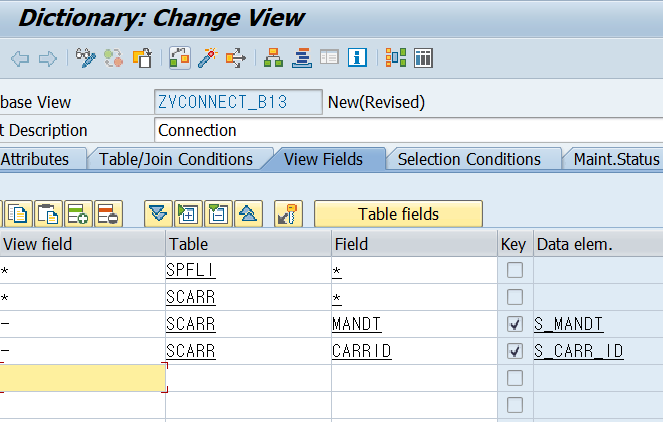 Dictionary: Change View
base View ZYCONNECT_B13 New(Revised)
t Description Connection
Attributes Table/Join Conditions View Fields Selection Conditions Maint.Status
Table fields
View field Table Field Key Data elem.
* SPFLI *
* SCARR *
- SCARR MANDT S_MANDT
- SCARR CARRID S_CARR_ID